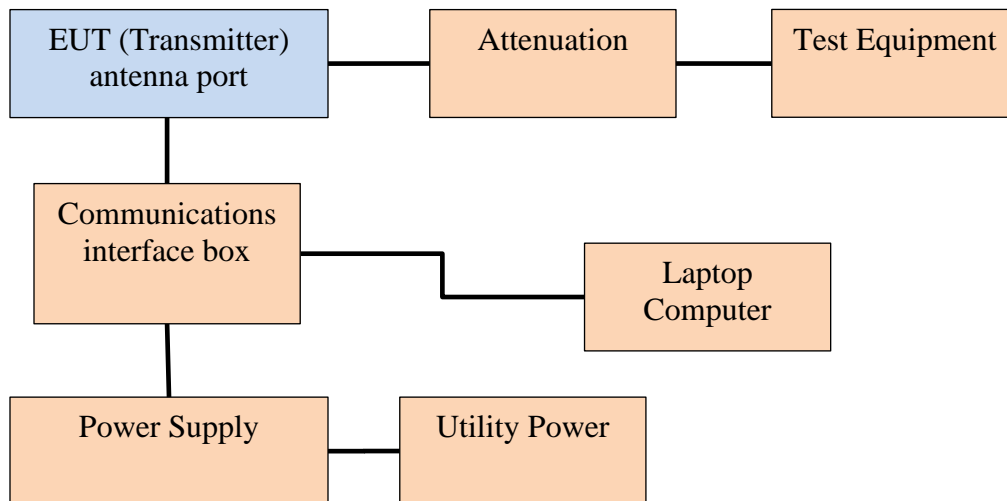 EUT (Transmitter)
antenna port
Attenuation
Test Equipment
Communications
interface box
Laptop
Computer
Power Supply
Utility Power